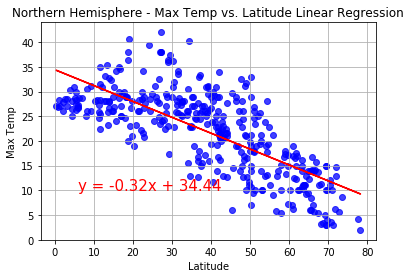 Northern Hemisphere - Max Temp vs. Latitude Linear Regression
Max Temp
40
35
30
25
20
15
10
5
0
y = -0.32x + 34.44
0 10 20 30 40 50 60 70 80
Latitude